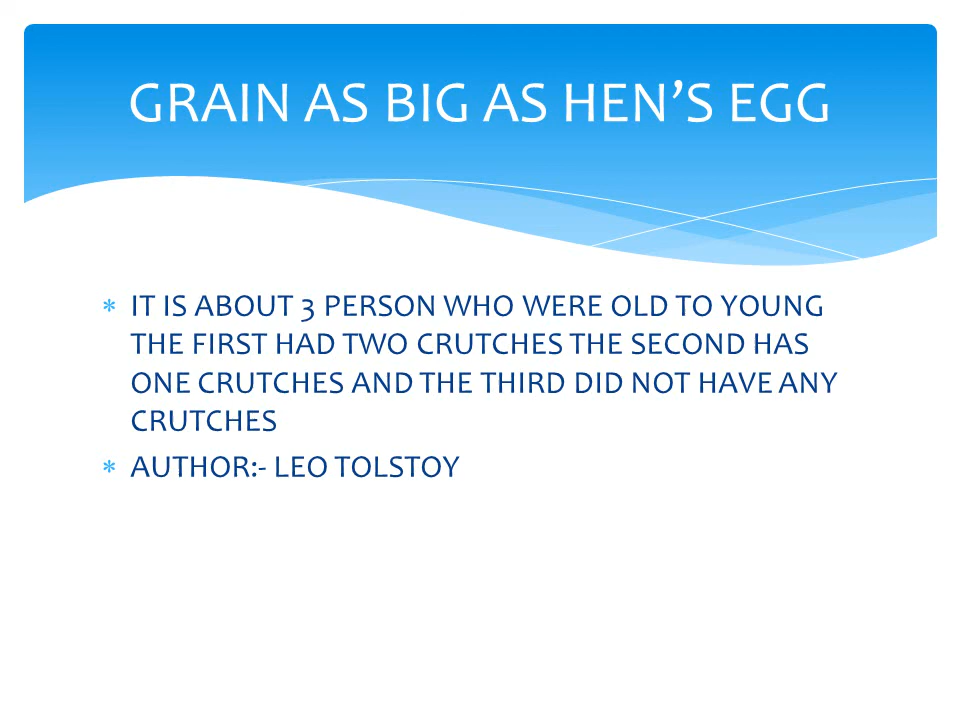 GRAIN AS BIG AS HEN’S EGG
IT IS ABOUT 3 PERSON WHO WERE OLD TO YOUNG
THE FIRST HAD TWO CRUTCHES THE SECOND HAS
ONE CRUTCHES AND THE THIRD DID NOT HAVE ANY
CRUTCHES
AUTHOR:- LEO TOLSTOY